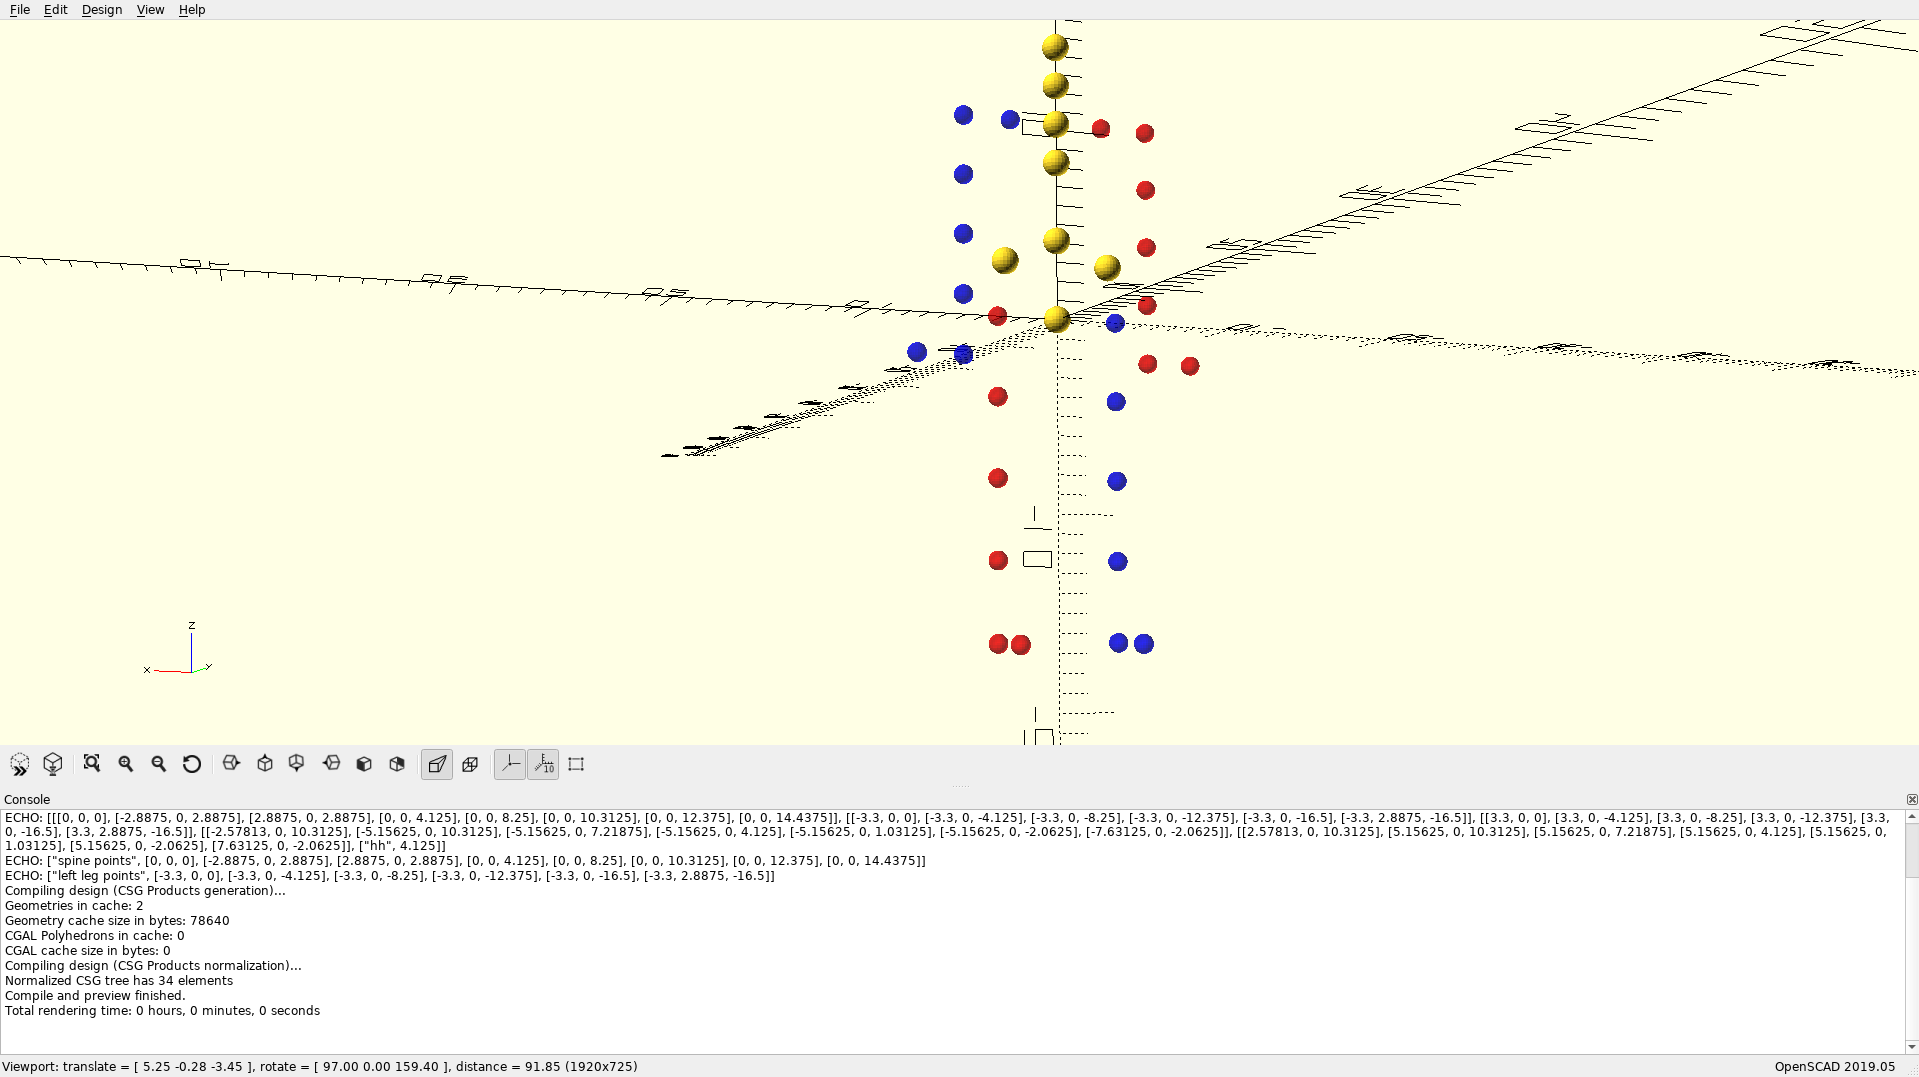 File Edit Design View Help
z
x
y
10
Console
ECHO: [[[0, 0, 0], [-2.8875, 0, 2.8875], [2.8875, 0, 2.8875], [0, 0, 4.125], [0, 0, 8.25], [0, 0, 10.3125], [0, 0, 12.375], [0, 0, 14.4375]], [[-3.3, 0, 0], [-3.3, 0, -4.125], [-3.3, 0, -8.25], [-3.3, 0, -12.375], [-3.3, 0, -16.5], [-3.3, 2.8875, -16.5]], [[3.3, 0, 0], [3.3, 0, -4.125], [3.3, 0, -8.25], [3.3, 0, -12.375], [3.3,
0, -16.5], [3.3, 2.8875, -16.5]], [[-2.57813, 0, 10.3125], [-5.15625, 0, 10.3125], [-5.15625, 0, 7.21875], [-5.15625, 0, 4.125], [-5.15625, 0, 1.03125], [-5.15625, 0, -2.0625], [-7.63125, 0, -2.0625]], [[2.57813, 0, 10.3125], [5.15625, 0, 10.3125], [5.15625, 0, 7.21875], [5.15625, 0, 4.125], [5.15625, 0,
1.03125], [5.15625, 0, -2.0625], [7.63125, 0, -2.0625]], ["hh", 4.125]]
ECHO: ["spine points", [0, 0, 0], [-2.8875, 0, 2.8875], [2.8875, 0, 2.8875], [0, 0, 4.125], [0, 0, 8.25], [0, 0, 10.3125], [0, 0, 12.375], [0, 0, 14.4375]]
ECHO: ["left leg points", [-3.3, 0, 0], [-3.3, 0, -4.125], [-3.3, 0, -8.25], [-3.3, 0, -12.375], [-3.3, 0, -16.5], [-3.3, 2.8875, -16.5]]
Compiling design (CSG Products generation)...
Geometries in cache: 2
Geometry cache size in bytes: 78640
CGAL Polyhedrons in cache: 0
CGAL cache size in bytes: 0
Compiling design (CSG Products normalization)...
Normalized CSG tree has 34 elements
Compile and preview finished.
Total rendering time: 0 hours, 0 minutes, 0 seconds
Viewport: translate = [ 5.25 -0.28 -3.45 ], rotate = [ 97.00 0.00 159.40 ], distance = 91.85 (1920x725)
OpenSCAD 2019.05